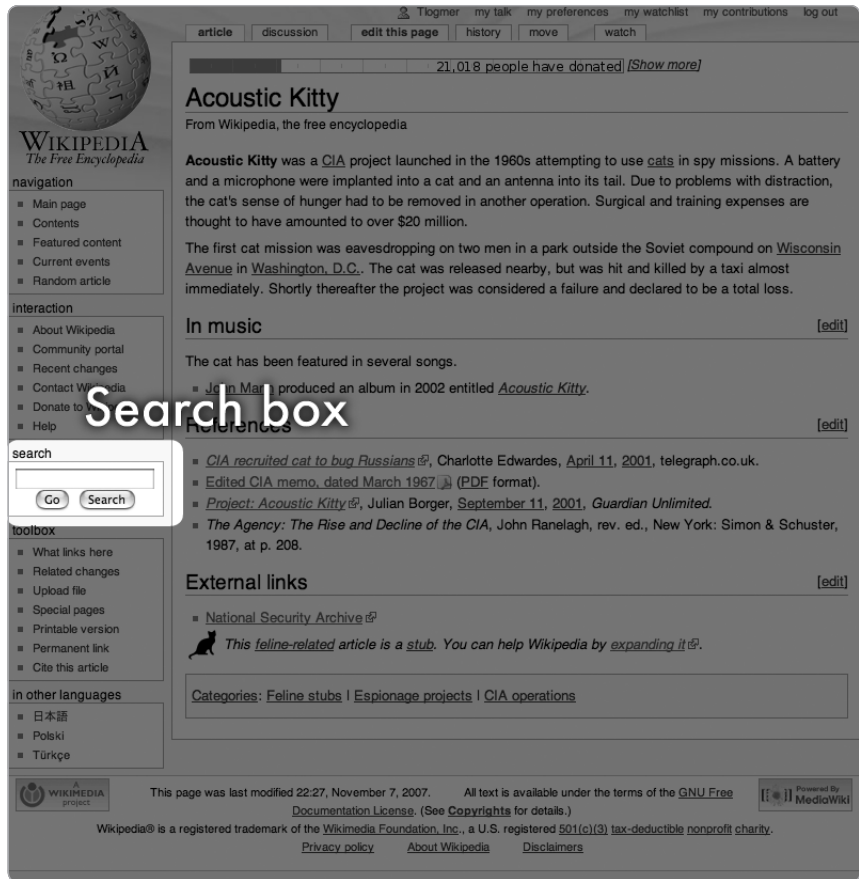 Tlogmer my talk my preferences my watchlist my contributions log out
article discussion edit this page history move watch
21,018 people have donated [Show more]
Acoustic Kitty
From Wikipedia, the free encyclopedia
Acoustic Kitty was a CIA project launched in the 1960s attempting to use cats in spy missions. A battery
and a microphone were implanted into a cat and an antenna into its tail. Due to problems with distraction,
the cat's sense of hunger had to be removed in another operation. Surgical and training expenses are
thought to have amounted to over $20 million.
The first cat mission was eavesdropping on two men in a park outside the Soviet compound on Wisconsin
Avenue in Washington, D.C.. The cat was released nearby, but was hit and killed by a taxi almost
immediately. Shortly thereafter the project was considered a failure and declared to be a total loss.
In music [edit]
The cat has been featured in several songs.
John Mann produced an album in 2002 entitled Acoustic Kitty.
References [edit]
CIA recruited cat to bug Russians, Charlotte Edwardes, April 11, 2001, telegraph.co.uk.
Edited CIA memo, dated March 1967 (PDF format).
Project: Acoustic Kitty, Julian Borger, September 11, 2001, Guardian Unlimited.
The Agency: The Rise and Decline of the CIA, John Ranelagh, rev. ed., New York: Simon & Schuster,
1987, at p. 208.
External links [edit]
National Security Archive
This feline-related article is a stub. You can help Wikipedia by expanding it.
Categories: Feline stubs | Espionage projects | CIA operations
WIKIPEDIA
The Free Encyclopedia
navigation
Main page
Contents
Featured content
Current events
Random article
interaction
About Wikipedia
Community portal
Recent changes
Contact Wikipedia
Donate to
Help
Search box
search
Go Search
toolbox
What links here
Related changes
Upload file
Special pages
Printable version
Permanent link
Cite this article
in other languages
日本語
Polski
Türkçe
A
WIKIMEDIA
project
This page was last modified 22:27, November 7, 2007. All text is available under the terms of the GNU Free
Documentation License. (See Copyrights for details.)
Wikipedia® is a registered trademark of the Wikimedia Foundation, Inc., a U.S. registered 501(c)(3) tax-deductible nonprofit charity.
Privacy policy About Wikipedia Disclaimers
Powered By
MediaWiki